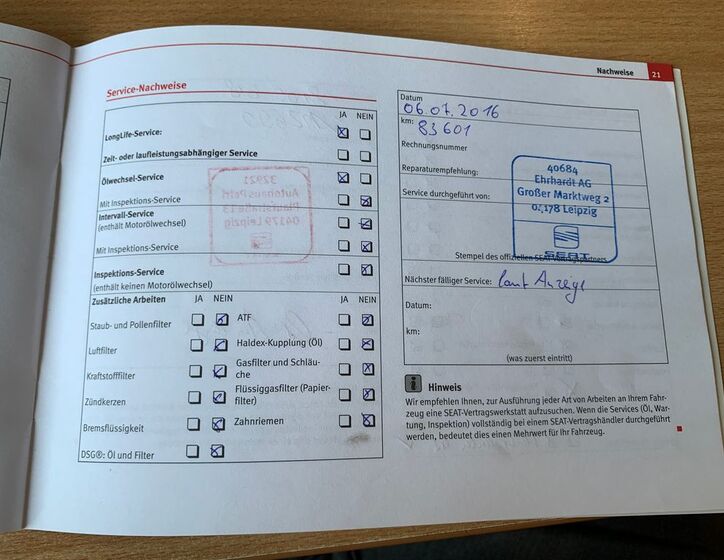 Nachweise 21
Service-Nachweise
JA NEIN
LongLife-Service:
Zeit- oder laufleistungsabhängiger Service
Ölwechsel-Service
Mit Inspektions-Service
Intervall-Service
(enthält Motorölwechsel)
Mit Inspektions-Service
Inspektions-Service
(enthält keinen Motorölwechsel)
Zusätzliche Arbeiten JA NEIN JA NEIN
Staub- und Pollenfilter ATF
Luftfilter Haldex-Kupplung (Öl)
Kraftstofffilter Gasfilter und Schläu-
che
Zündkerzen Flüssiggasfilter (Papier-
filter)
Bremsflüssigkeit Zahnriemen
DSG®: Öl und Filter
32921
Autohaus Petri
04179 Leipzig
Datum
06.07.2016
km:
83601
Rechnungsnummer
Reparaturempfehlung:
Service durchgeführt von:
40684
Ehrhardt AG
Großer Marktweg 2
04178 Leipzig
SEAT
Stempel des offiziellen SEAT-Vertragspartners
Nächster fälliger Service: laut Anzeige
Datum:
km:
(was zuerst eintritt)
i Hinweis
Wir empfehlen Ihnen, zur Ausführung jeder Art von Arbeiten an Ihrem Fahr-
zeug eine SEAT-Vertragswerkstatt aufzusuchen. Wenn die Services (Öl, War-
tung, Inspektion) vollständig bei einem SEAT-Vertragshändler durchgeführt
werden, bedeutet dies einen Mehrwert für Ihr Fahrzeug.